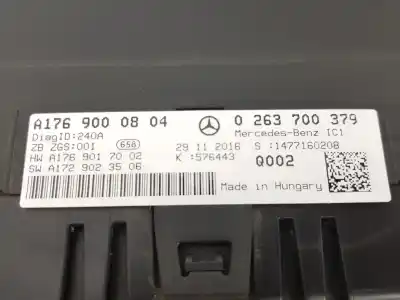 A176 900 08 04
0 263 700 379
DiagID:240A
Mercedes-Benz IC1
ZB ZGS:001
658
29 11 2016 S :1477160208
HW A176 901 70 02
K :576443
Q002
SW A172 902 35 06
Made in Hungary